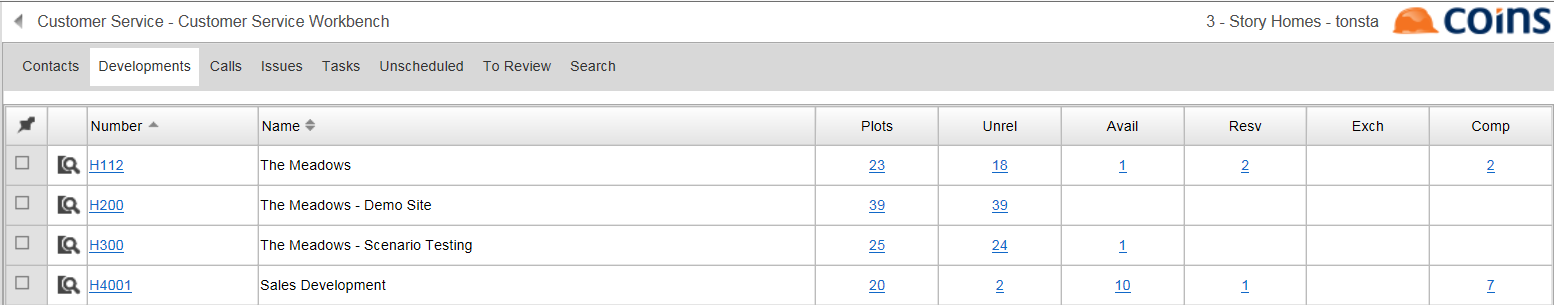 Customer Service - Customer Service Workbench 3 - Story Homes - tonsta COINS
Contacts Developments Calls Issues Tasks Unscheduled To Review Search
Number Name Plots Unrel Avail Resv Exch Comp
H112 The Meadows 23 18 1 2 2
H200 The Meadows - Demo Site 39 39
H300 The Meadows - Scenario Testing 25 24 1
H4001 Sales Development 20 2 10 1 7